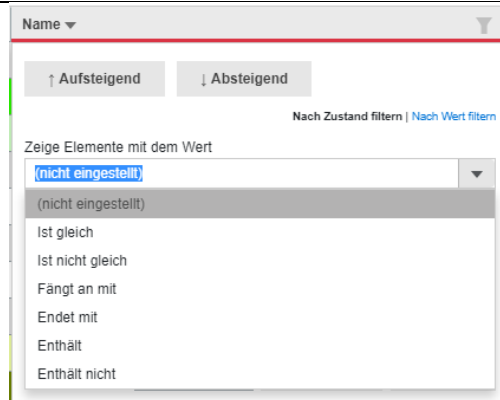 Name
↑ Aufsteigend ↓ Absteigend
Nach Zustand filtern | Nach Wert filtern
Zeige Elemente mit dem Wert
(nicht eingestellt)
(nicht eingestellt)
Ist gleich
Ist nicht gleich
Fängt an mit
Endet mit
Enthält
Enthält nicht